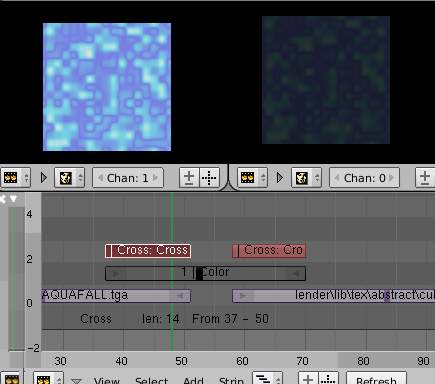 Chan: 1 Chan: 0
4
2 Cross: Cross Cross: Cro
1 Color
0 AQUAFALL.tga lender\lib\tex\abstract\cul
Cross len: 14 From 37 - 50
-2
30 40 50 60 70 80 90
View Select Add Strip Refresh